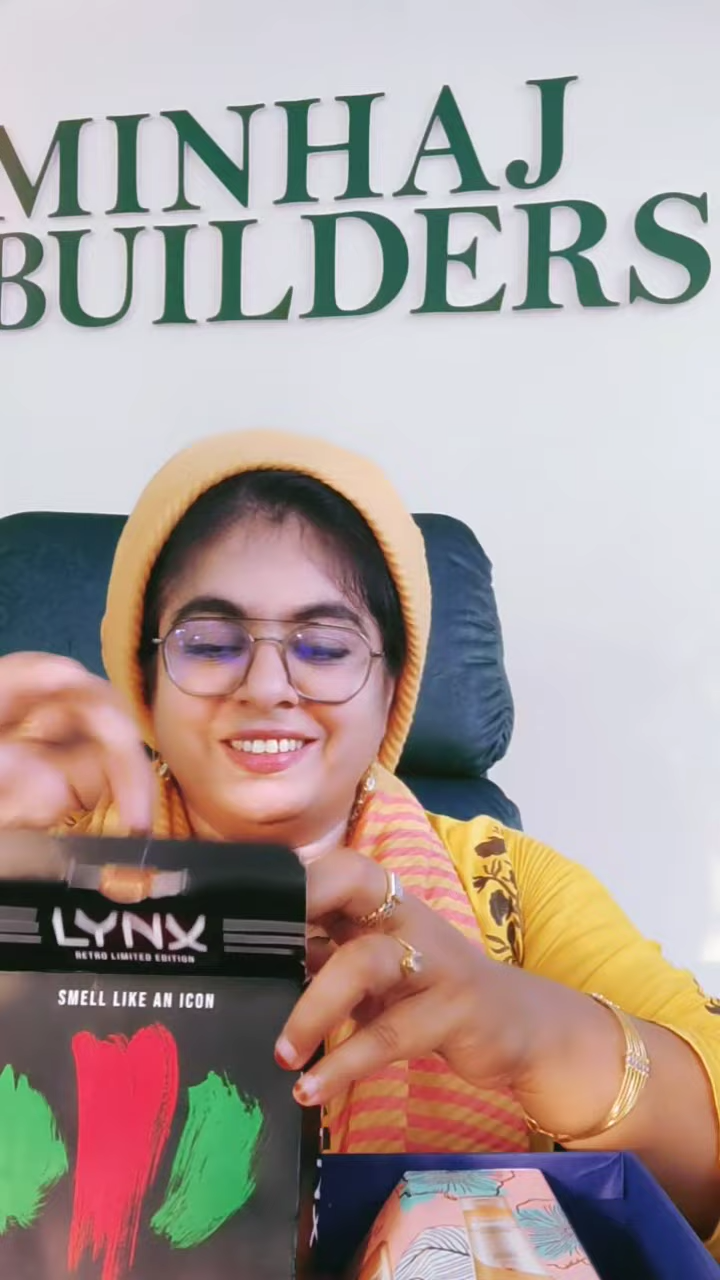 MINHAJ
BUILDERS
LYNX
RETRO LIMITED EDITION
SMELL LIKE AN ICON